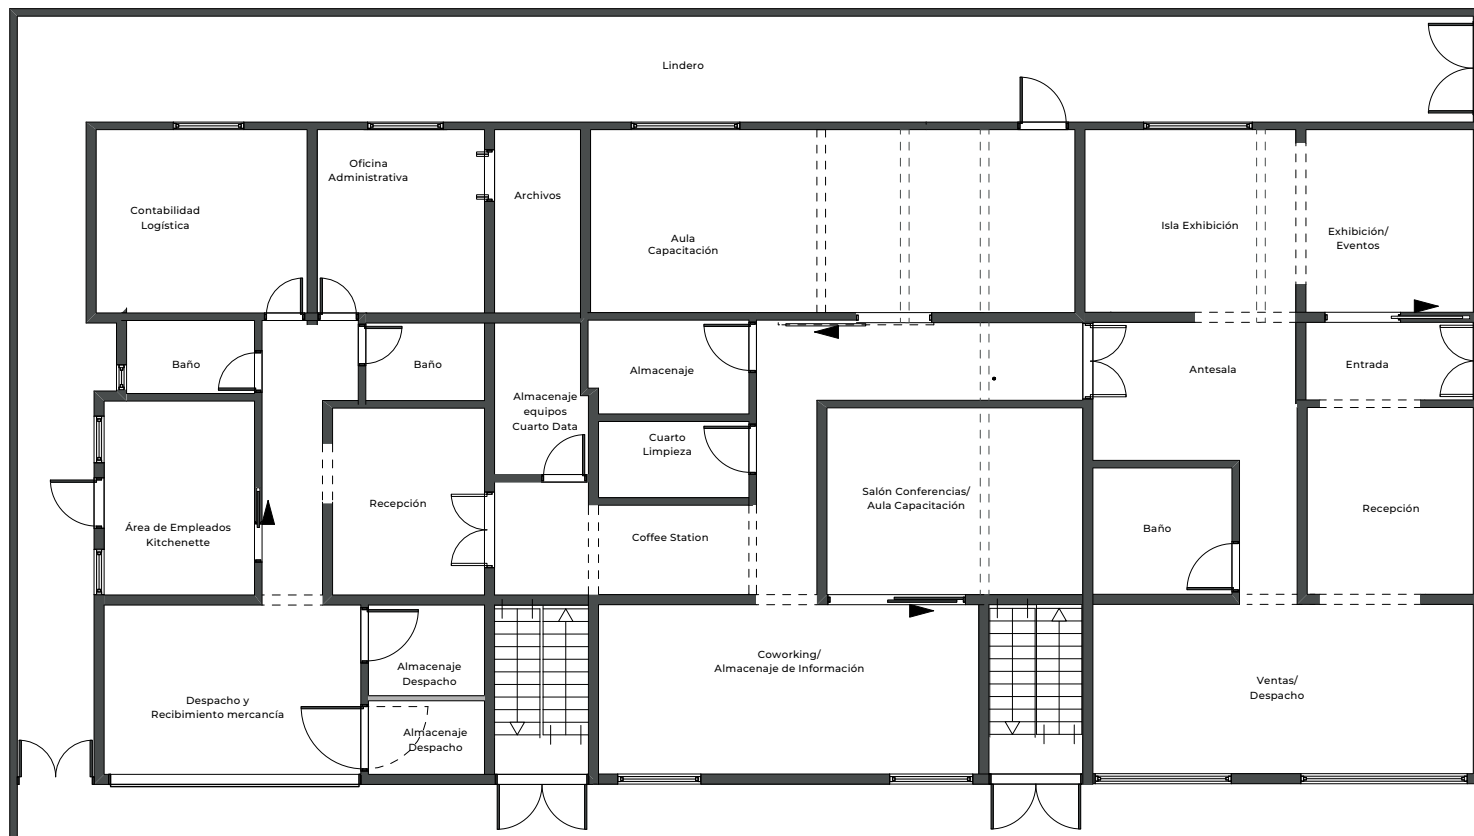 Lindero
Contabilidad
Logística
Oficina
Administrativa
Archivos
Aula
Capacitación
Isla Exhibición
Exhibición/
Eventos
Baño
Baño
Almacenaje
equipos
Cuarto Data
Almacenaje
Cuarto
Limpieza
Antesala
Entrada
Área de Empleados
Kitchenette
Recepción
Coffee Station
Salón Conferencias/
Aula Capacitación
Baño
Recepción
Despacho y
Recibimiento mercancía
Almacenaje
Despacho
Almacenaje
Despacho
Coworking/
Almacenaje de Información
Ventas/
Despacho